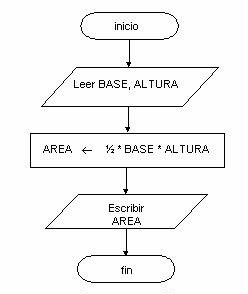 inicio
Leer BASE, ALTURA
AREA ← ½ * BASE * ALTURA
Escribir
AREA
fin